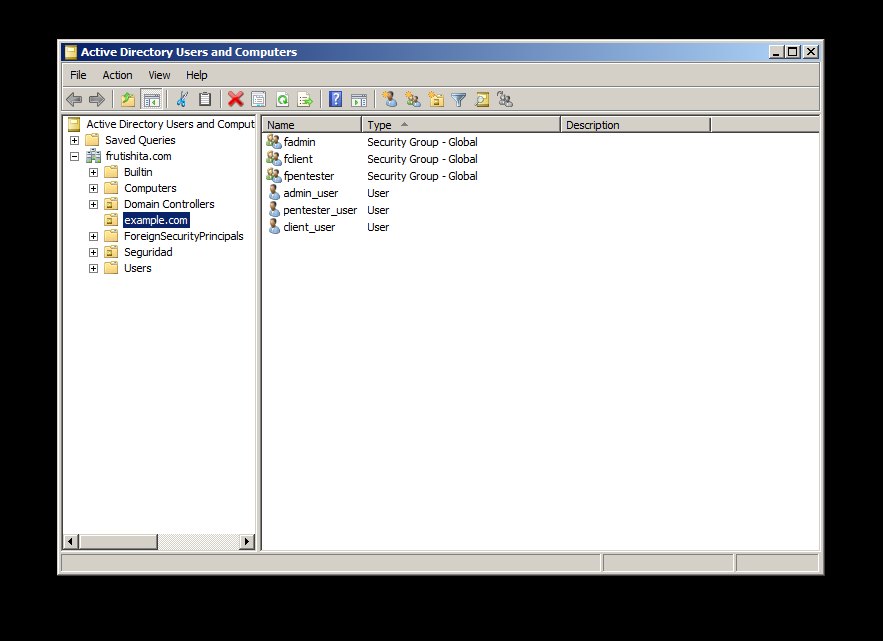 Active Directory Users and Computers
File Action View Help
Active Directory Users and Comput
Saved Queries
frutishita.com
Builtin
Computers
Domain Controllers
example.com
ForeignSecurityPrincipals
Seguridad
Users
Name Type Description
fadmin Security Group - Global
fclient Security Group - Global
fpentester Security Group - Global
admin_user User
pentester_user User
client_user User